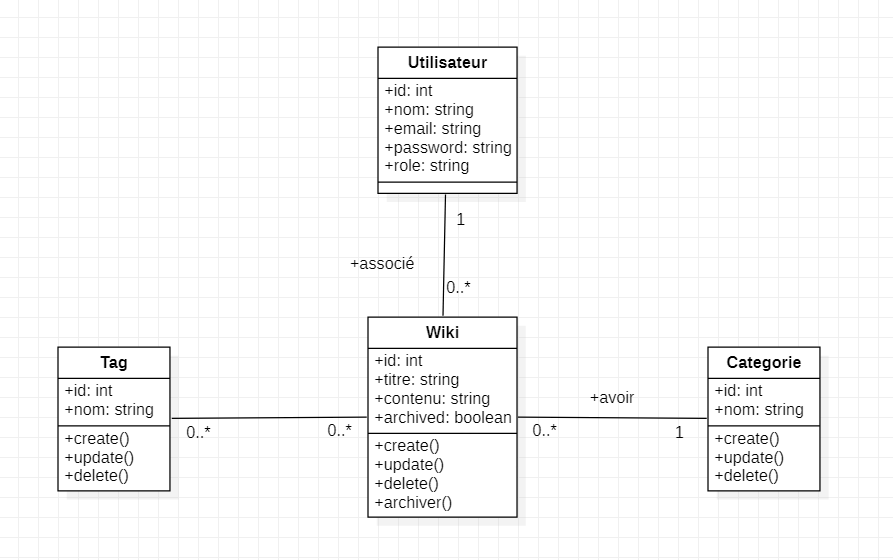 Utilisateur
+id: int
+nom: string
+email: string
+password: string
+role: string
1
+associé
0..*
Wiki
+id: int
+titre: string
+contenu: string
+archived: boolean
+create()
+update()
+delete()
+archiver()
Tag
+id: int
+nom: string
+create()
+update()
+delete()
0..*
0..*
+avoir
0..*
1
Categorie
+id: int
+nom: string
+create()
+update()
+delete()